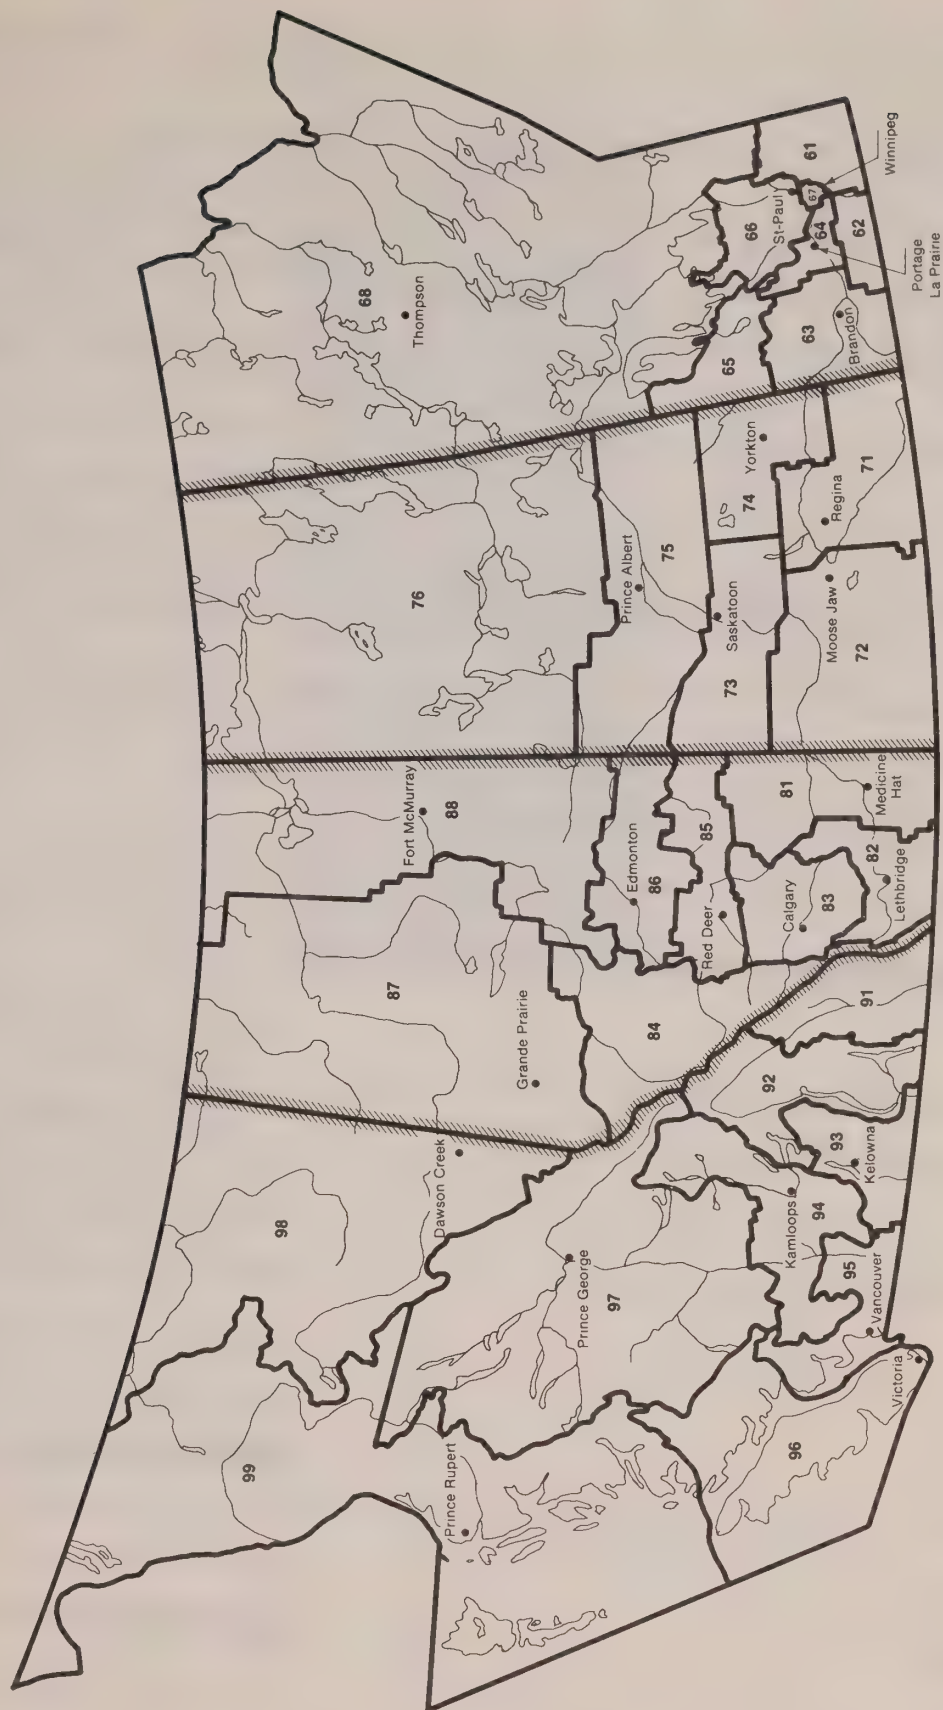 99
98
Dawson Creek
Prince Rupert
Prince George
97
96
Victoria
Vancouver
95
94
Kamloops
93
Kelowna
92
91
87
Grande Prairie
84
88
Fort McMurray
Edmonton
86
85
Red Deer
Calgary
83
82
Lethbridge
81
Medicine
Hat
76
Prince Albert
75
Saskatoon
73
74
Yorkton
Regina
71
Moose Jaw
72
68
Thompson
66
65
St-Paul
67
64
63
Brandon
62
61
Portage
La Prairie
Winnipeg